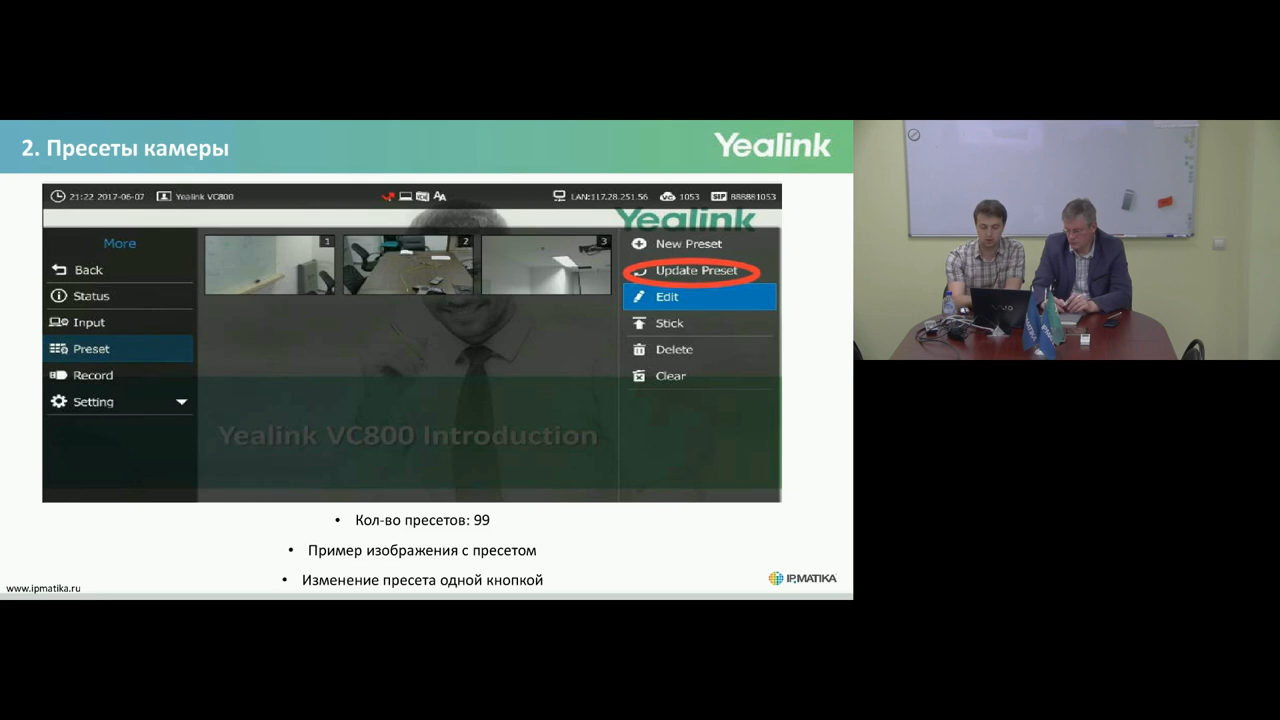 2. Пресеты камеры
Yealink
21:22 2017-06-07 Yealink VC800
LAN:117.28.251.56 1053 SIP 888881053
Yealink
More
Back
Status
Input
Preset
Record
Setting
1
2
3
New Preset
Update Preset
Edit
Stick
Delete
Clear
Yealink VC800 Introduction
• Кол-во пресетов: 99
• Пример изображения с пресетом
• Изменение пресета одной кнопкой
www.ipmatika.ru
IPMATIKA